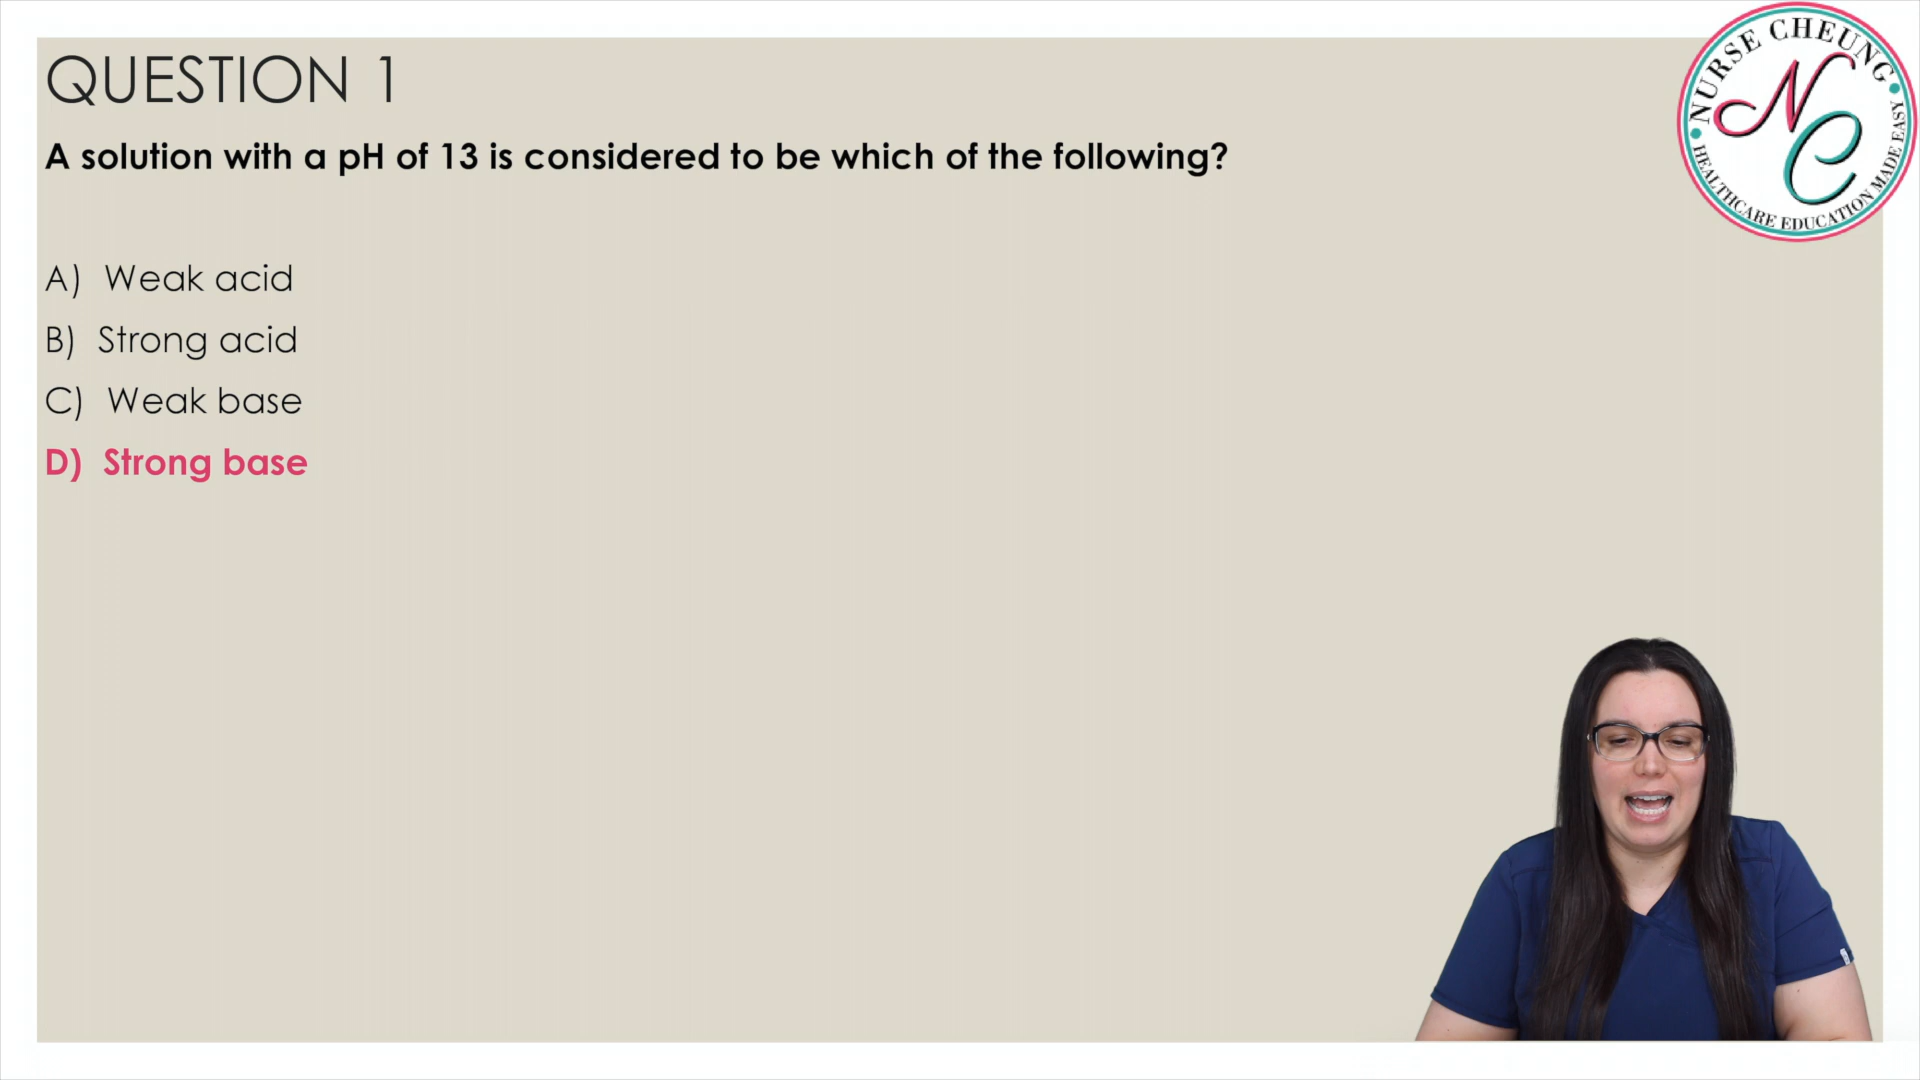 QUESTION 1
A solution with a pH of 13 is considered to be which of the following?
A) Weak acid
B) Strong acid
C) Weak base
D) Strong base
NURSE CHEUNG
NC
HEALTHCARE EDUCATION MADE EASY